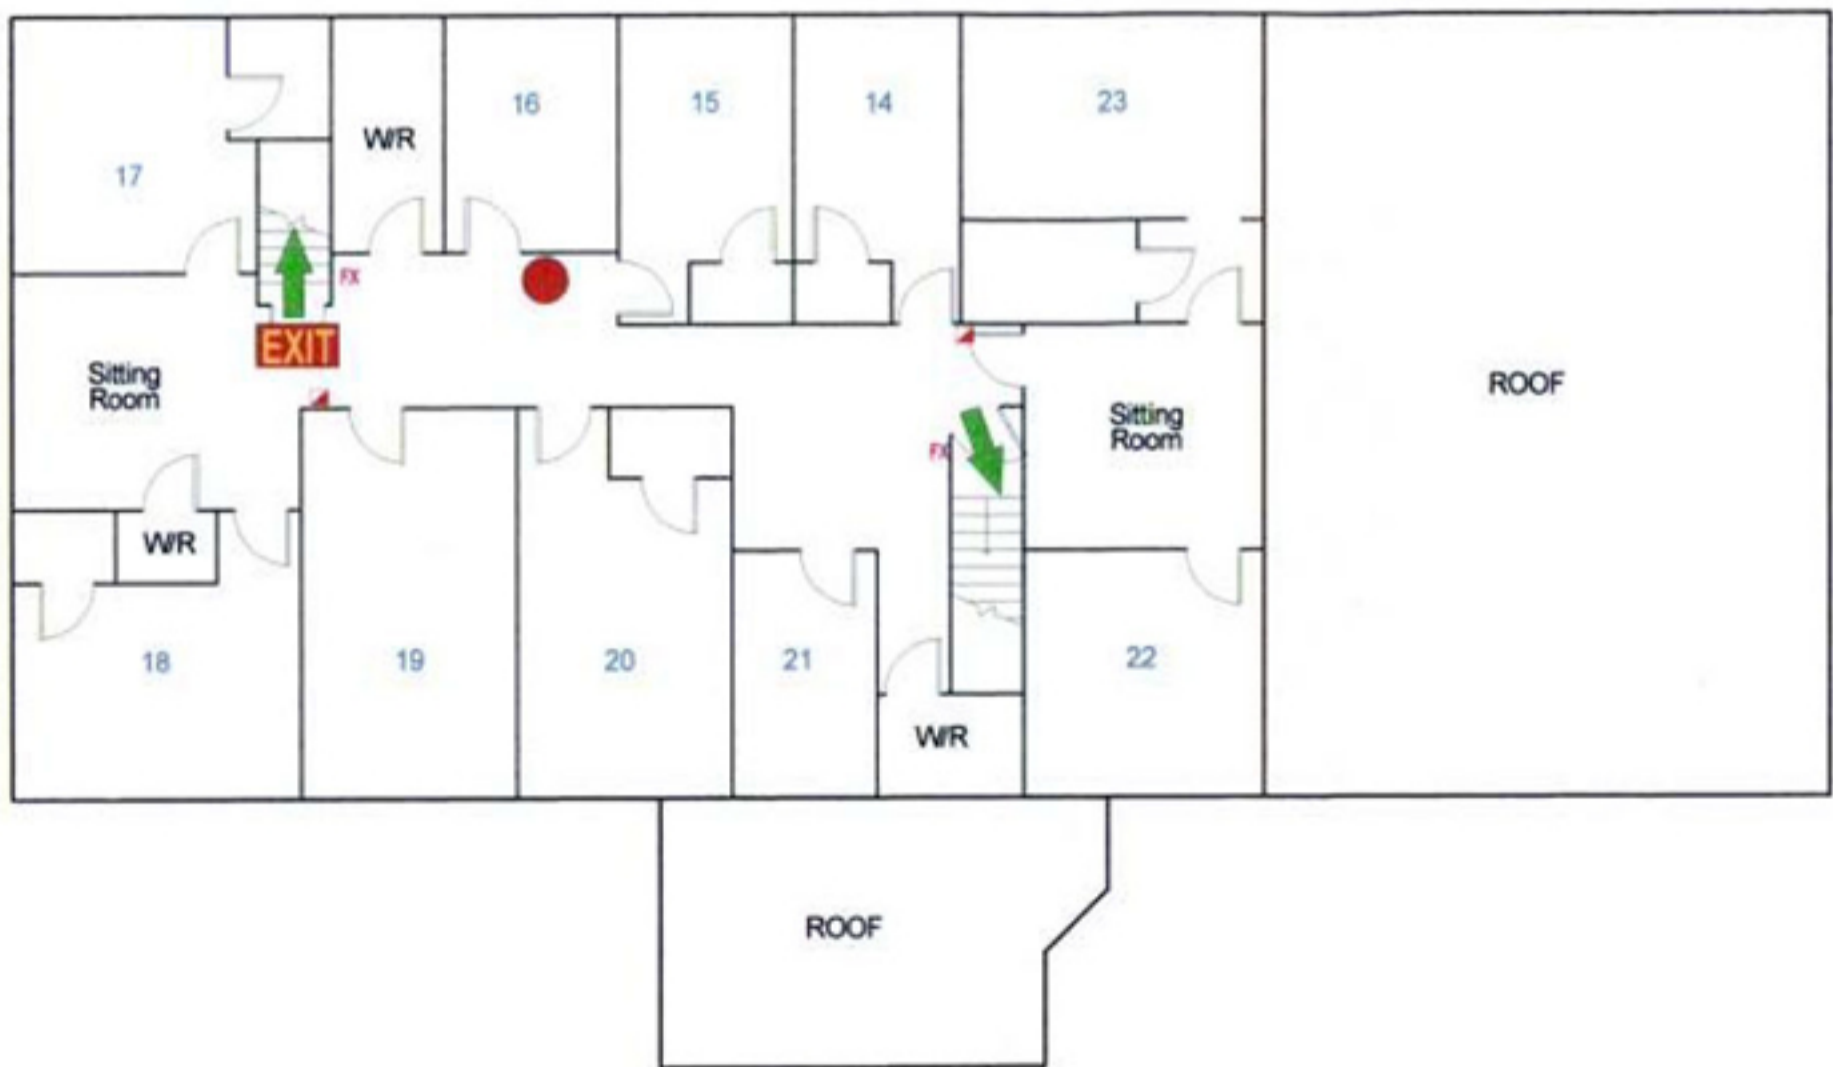 16
15
14
23
W/R
17
FX
EXIT
Sitting
Room
ROOF
Sitting
Room
FX
W/R
18
19
20
21
22
W/R
ROOF